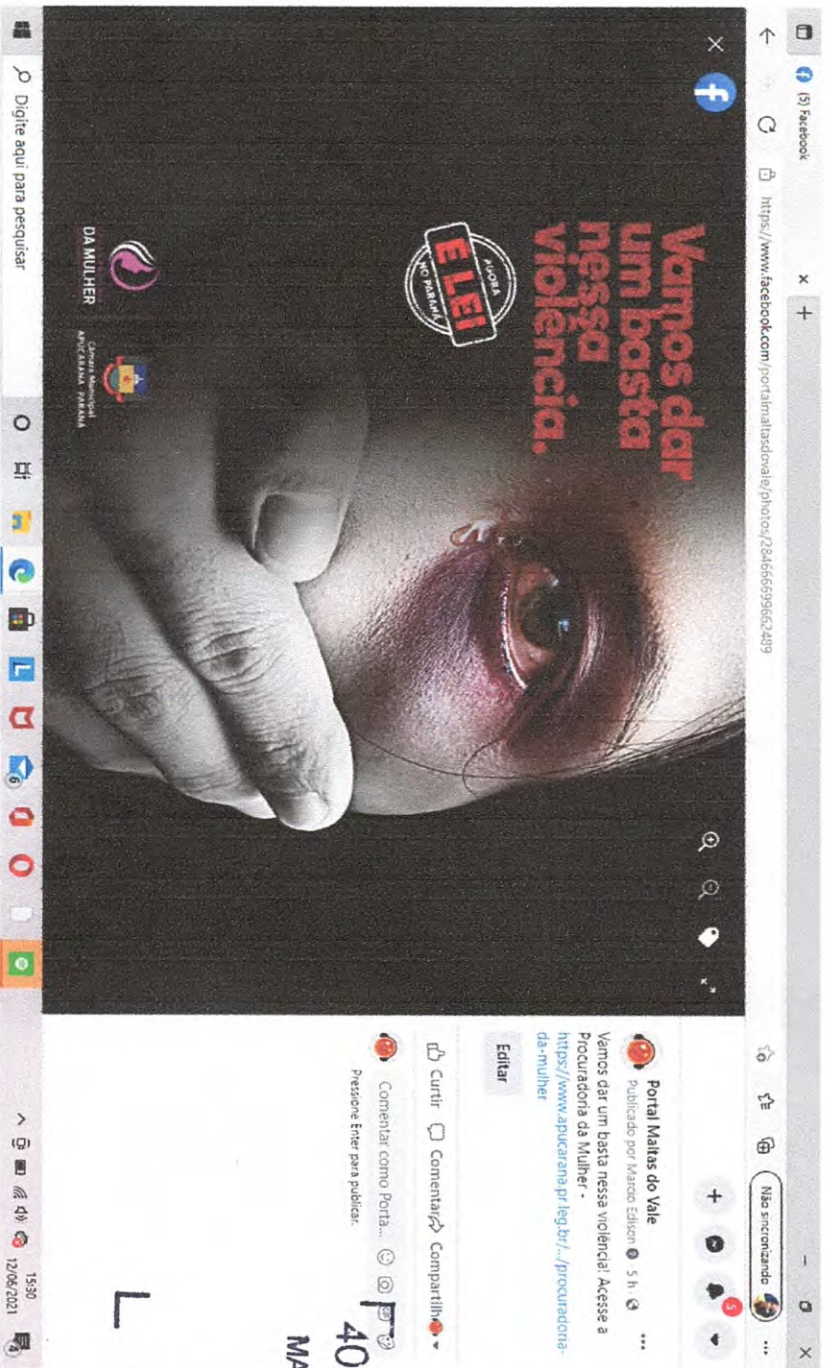 (5) Facebook
https://www.facebook.com/portalmaltasdovale/photos/284666699662489
Não sincronizando
5
Vamos dar
um basta
nessa
violência.
AGORA
É LEI
NO PARANÁ
DA MULHER
Câmara Municipal
APUCARANA - PARANÁ
Portal Maltas do Vale
Publicado por Marcio Edison
5 h
Vamos dar um basta nessa violência! Acesse a
Procuradoria da Mulher -
https://www.apucarana.pr.leg.br/.../procuradoria-
da-mulher
Editar
Curtir Comentar Compartilh
Comentar como Porta...
Pressione Enter para publicar.
40
MA
Digite aqui para pesquisar
L
6
15:30
12/06/2021
4